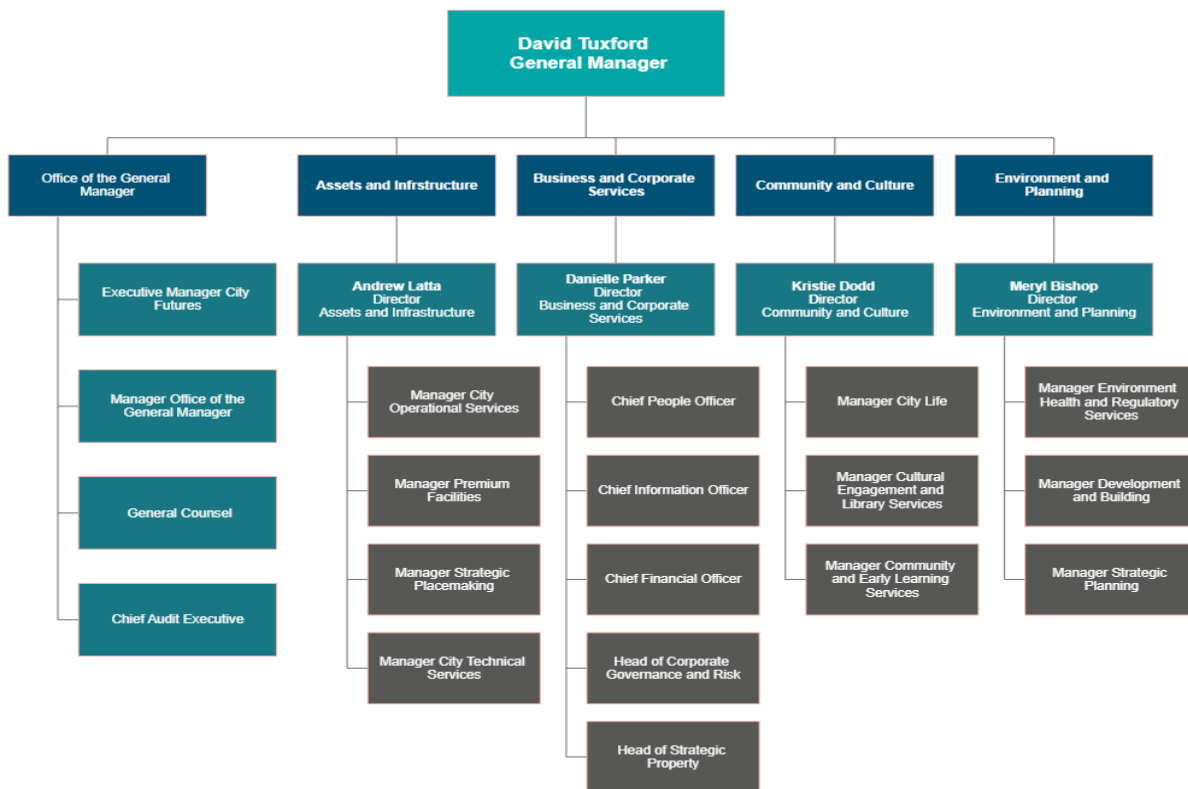 David Tuxford
General Manager
Office of the General
Manager
Assets and Infrstructure
Business and Corporate
Services
Community and Culture
Environment and
Planning
Executive Manager City
Futures
Manager Office of the
General Manager
General Counsel
Chief Audit Executive
Andrew Latta
Director
Assets and Infrastructure
Manager City
Operational Services
Manager Premium
Facilities
Manager Strategic
Placemaking
Manager City Technical
Services
Danielle Parker
Director
Business and Corporate
Services
Chief People Officer
Chief Information Officer
Chief Financial Officer
Head of Corporate
Governance and Risk
Head of Strategic
Property
Kristie Dodd
Director
Community and Culture
Manager City Life
Manager Cultural
Engagement and
Library Services
Manager Community
and Early Learning
Services
Meryl Bishop
Director
Environment and Planning
Manager Environment
Health and Regulatory
Services
Manager Development
and Building
Manager Strategic
Planning